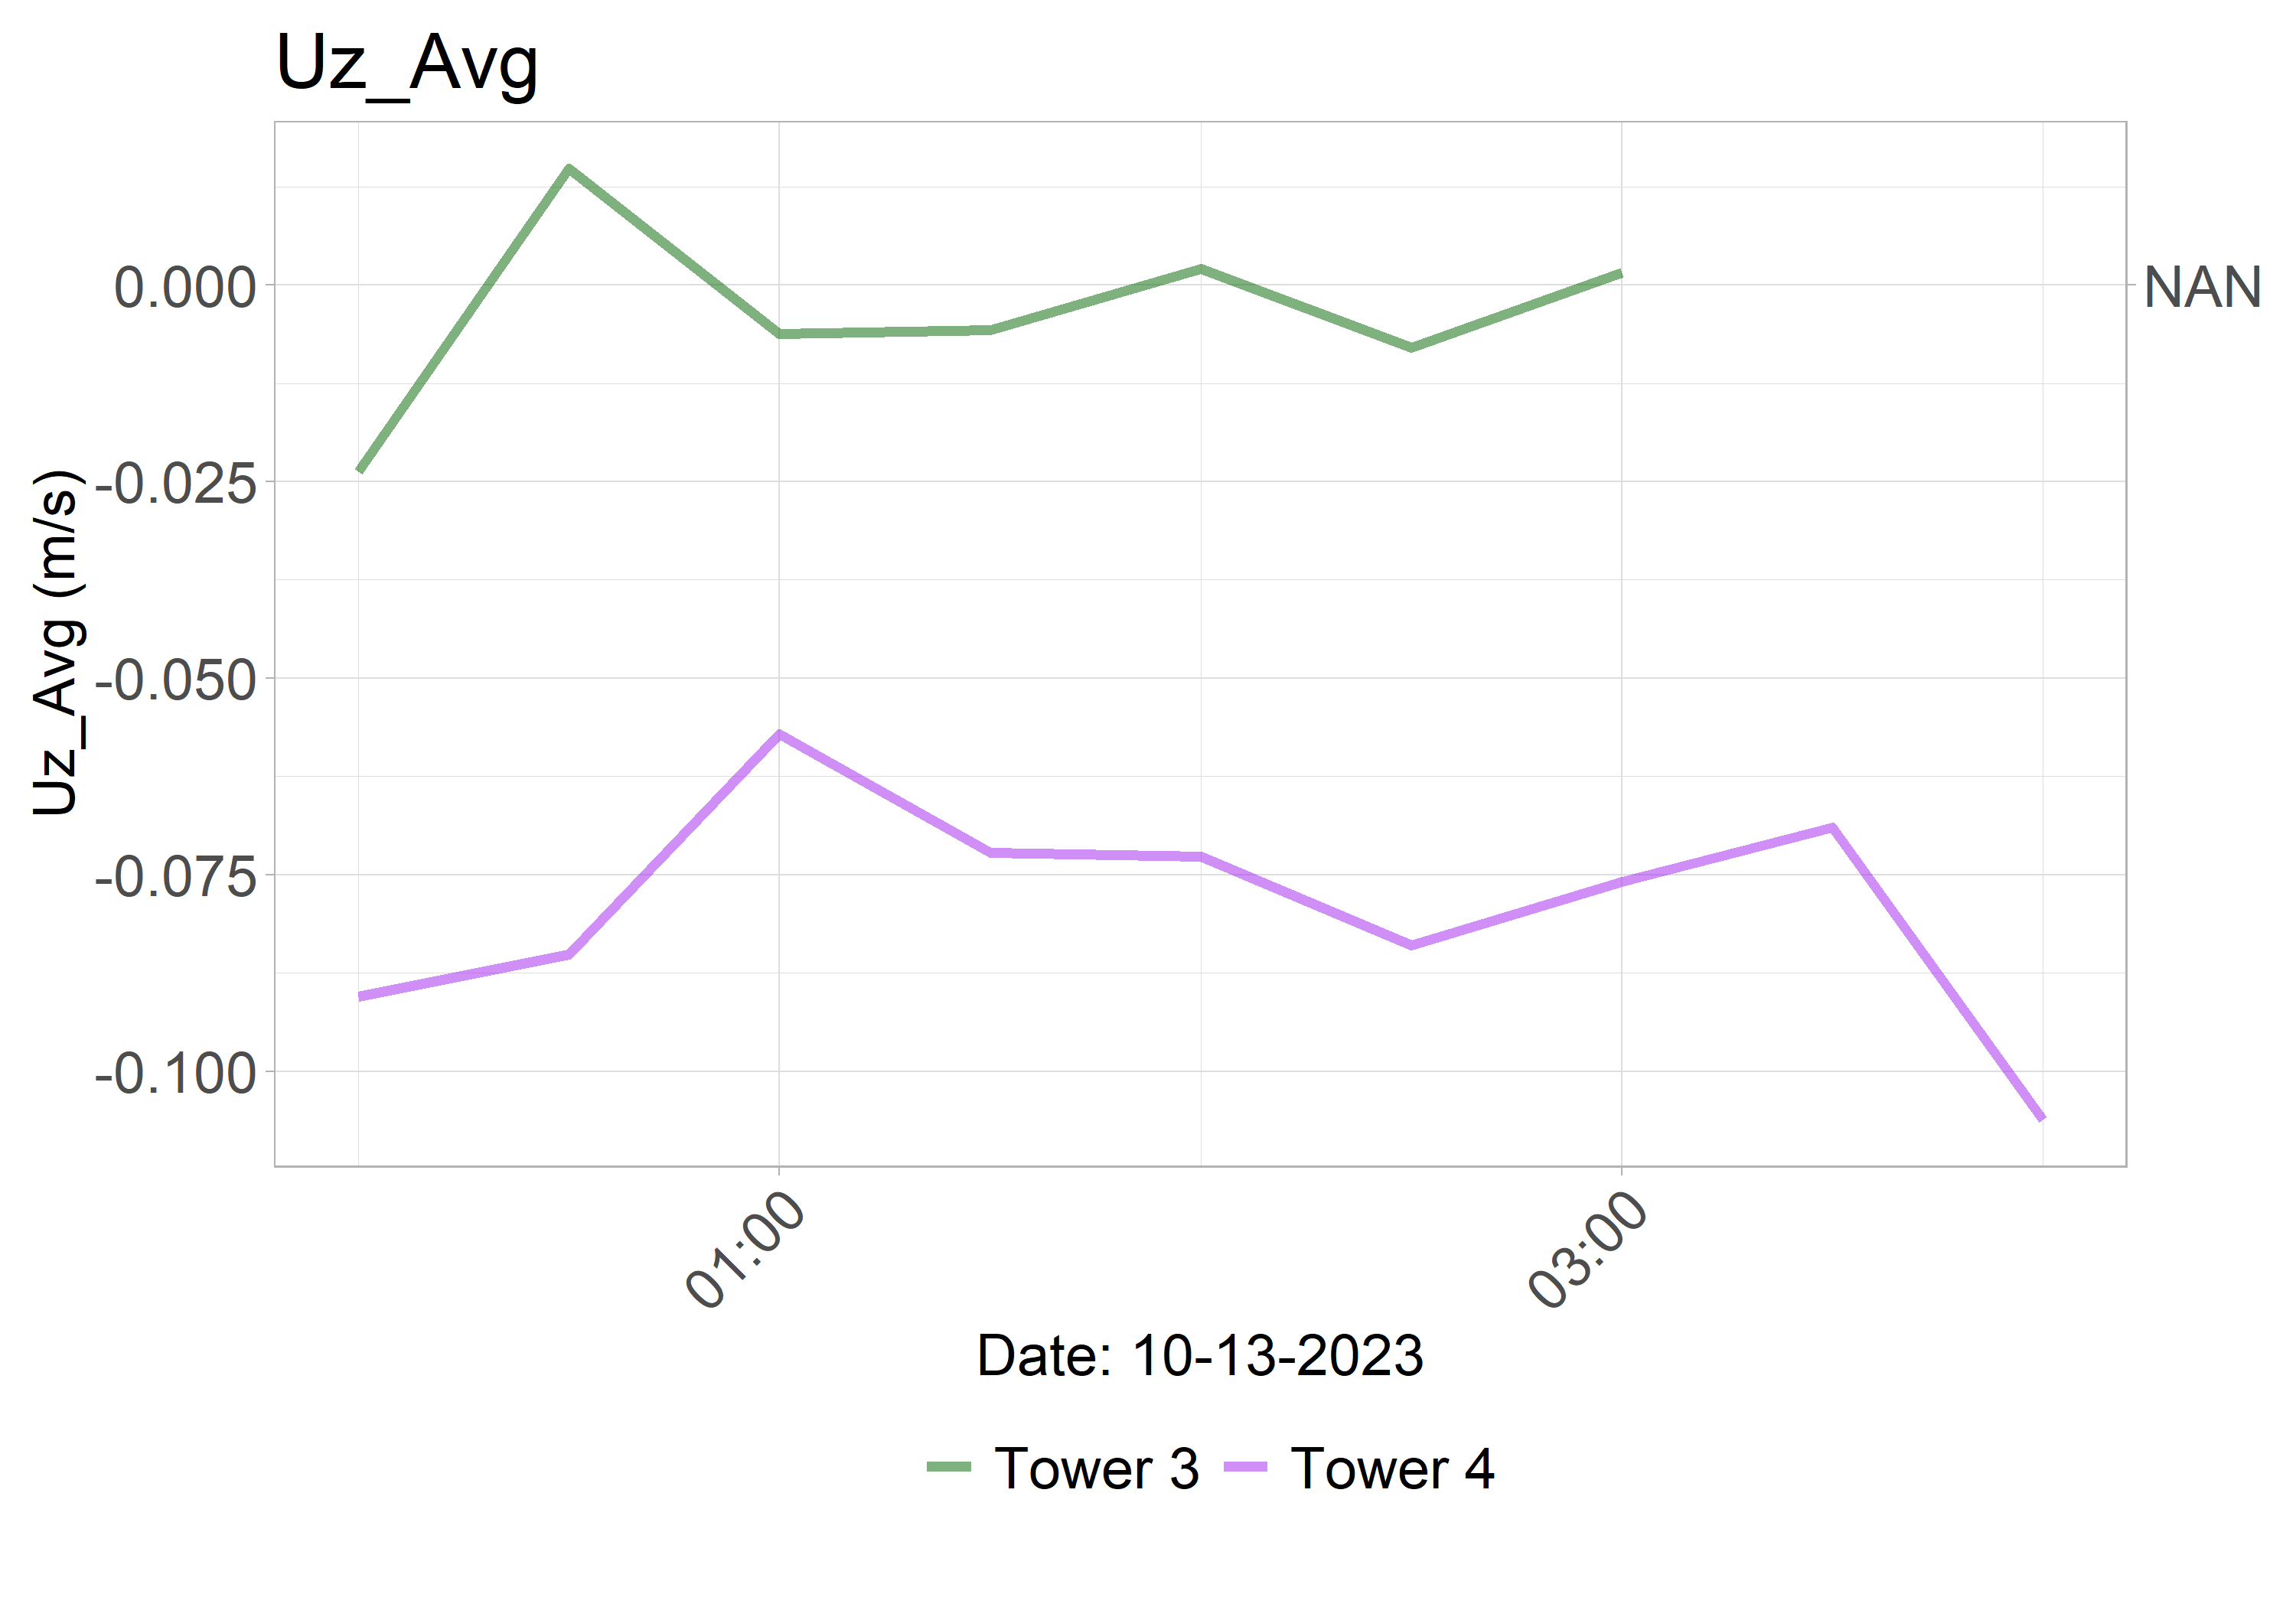 Uz_Avg
Uz_Avg (m/s)
0.000
-0.025
-0.050
-0.075
-0.100
NAN
01:00
03:00
Date: 10-13-2023
Tower 3
Tower 4